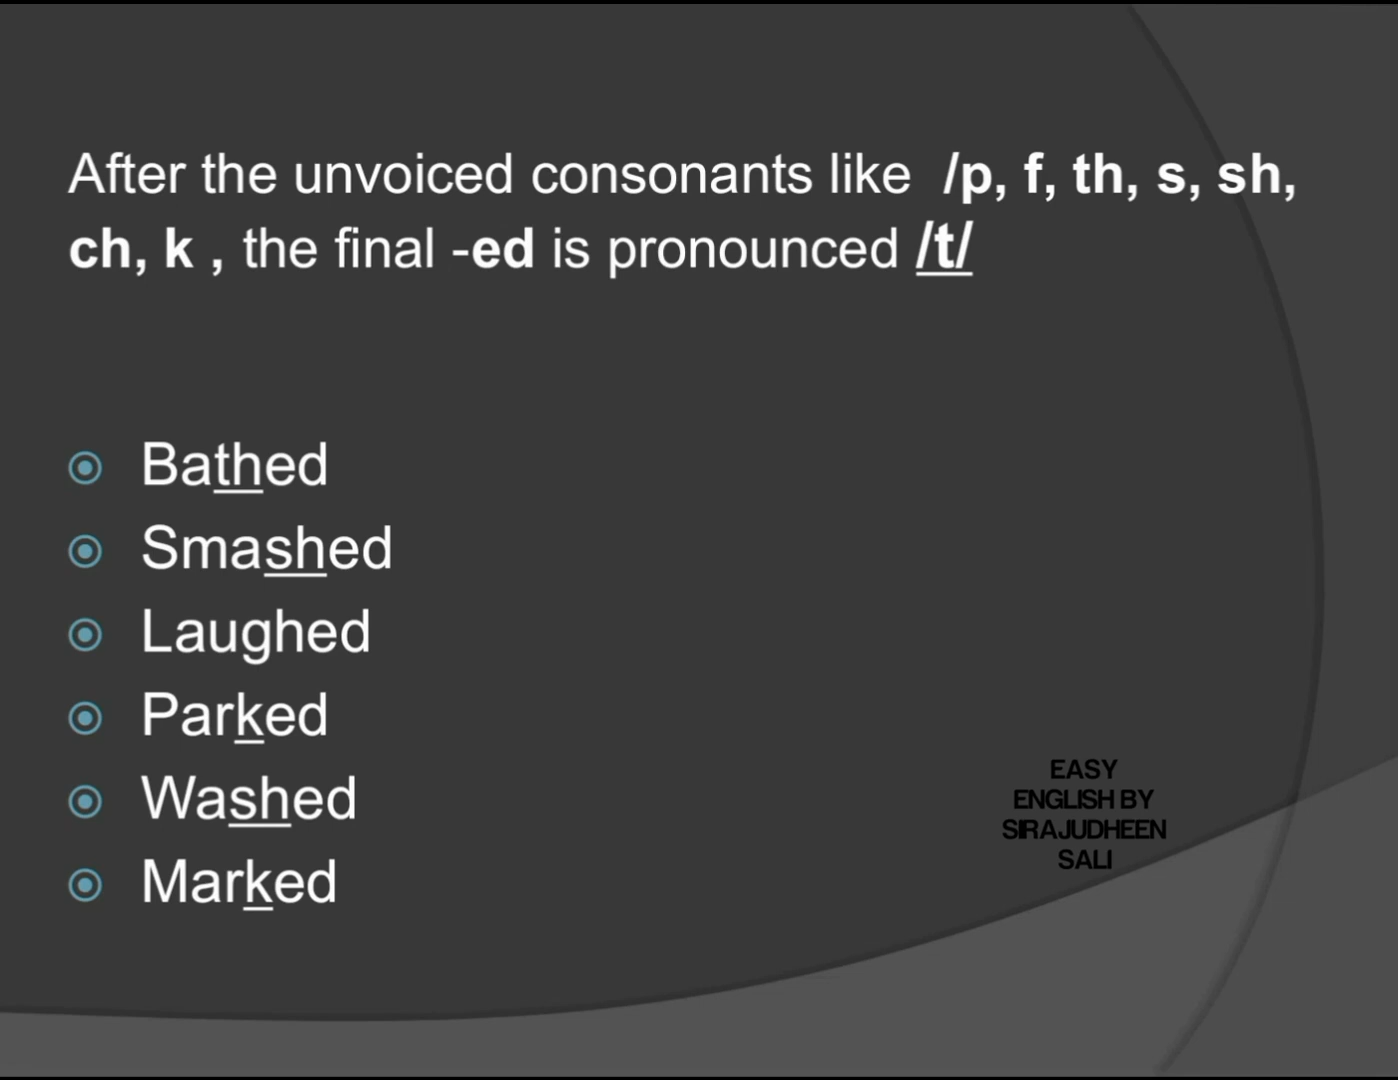 After the unvoiced consonants like /p, f, th, s, sh,
ch, k , the final -ed is pronounced /t/
Bathed
Smashed
Laughed
Parked
Washed
Marked
EASY
ENGLISH BY
SIRAJUDHEEN
SALI